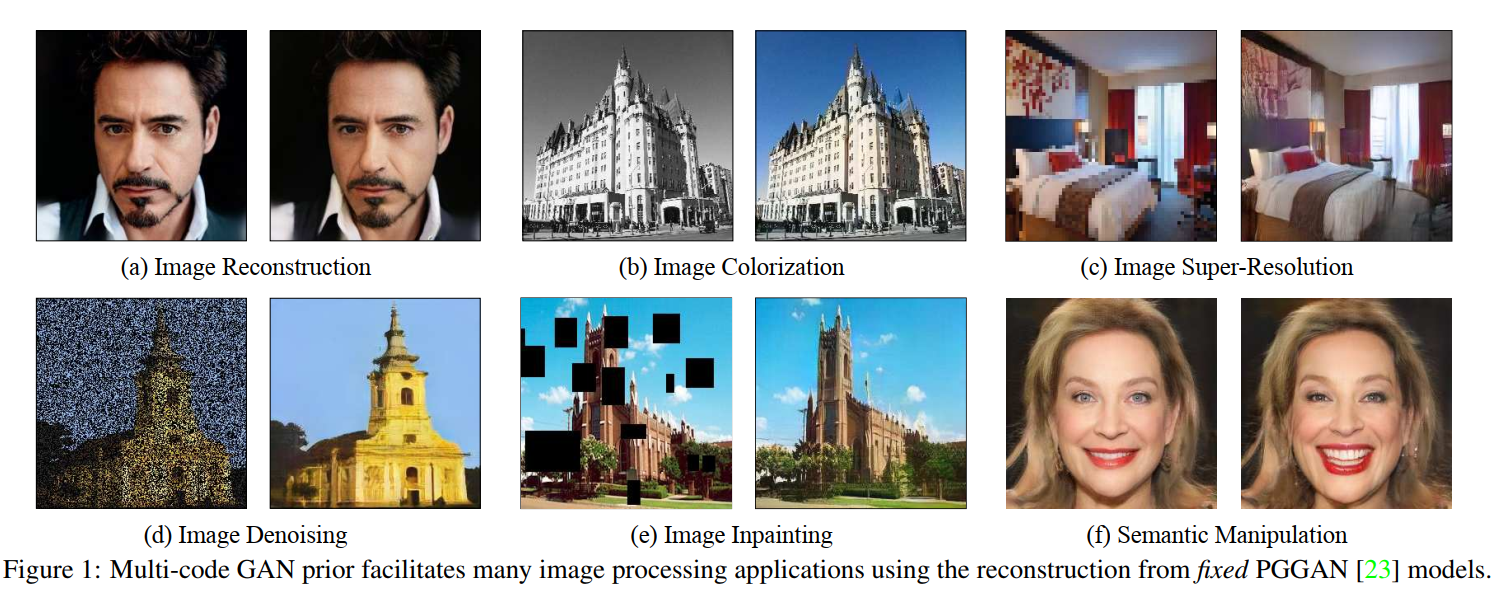 (a) Image Reconstruction
(b) Image Colorization
(c) Image Super-Resolution
(d) Image Denoising
(e) Image Inpainting
(f) Semantic Manipulation
Figure 1: Multi-code GAN prior facilitates many image processing applications using the reconstruction from fixed PGGAN [23] models.